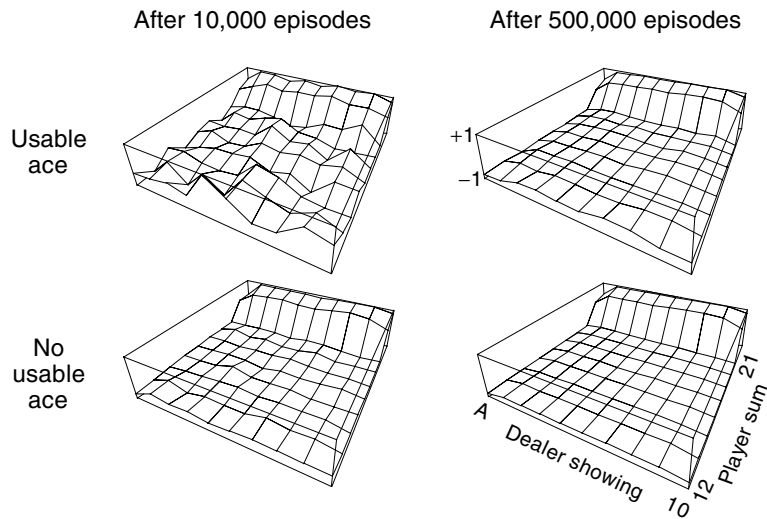 After 10,000 episodes
After 500,000 episodes
Usable
ace
+1
−1
No
usable
ace
A
Dealer showing
10
12
Player sum
21